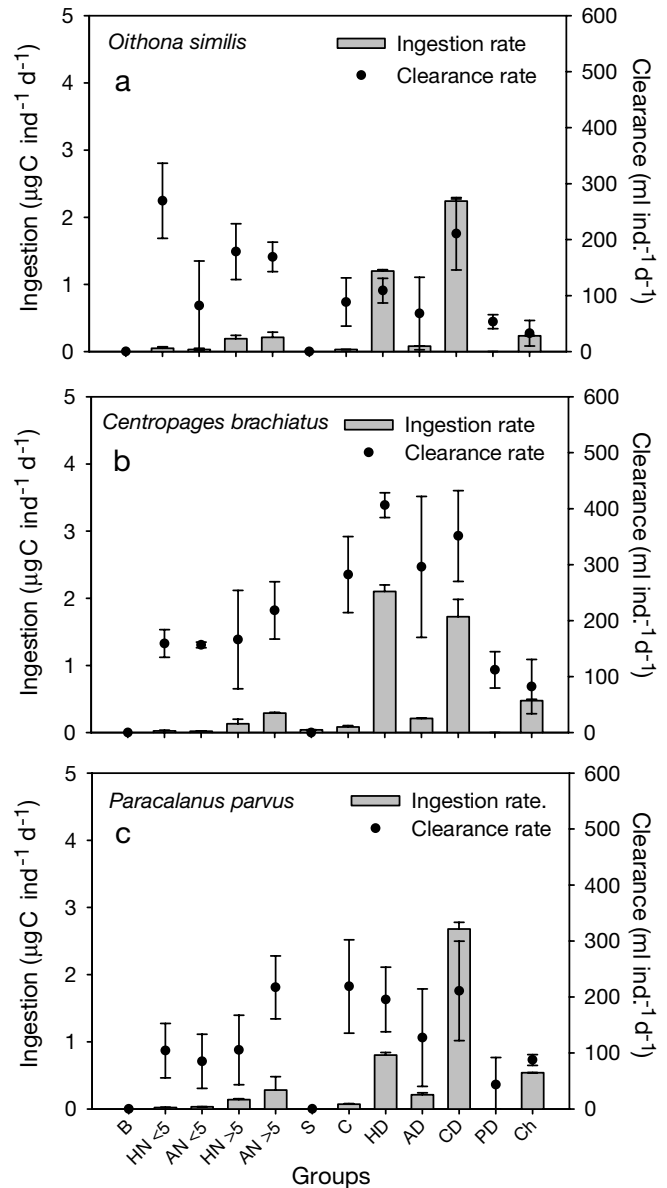 Oithona similis
a
Ingestion rate
Clearance rate
Ingestion (μgC ind⁻¹ d⁻¹)
5
4
3
2
1
0
Clearance (ml ind.⁻¹d⁻¹)
600
500
400
300
200
100
0
Centropages brachiatus
b
Ingestion rate
Clearance rate
Ingestion (μgC ind⁻¹ d⁻¹)
5
4
3
2
1
0
Clearance (ml ind.⁻¹d⁻¹)
600
500
400
300
200
100
0
Paracalanus parvus
c
Ingestion rate.
Clearance rate
Ingestion (μgC ind⁻¹ d⁻¹)
5
4
3
2
1
0
Clearance (ml ind.⁻¹d⁻¹)
600
500
400
300
200
100
0
B HN <5 AN <5 HN >5 AN >5 S C HD AD CD PD Ch
Groups